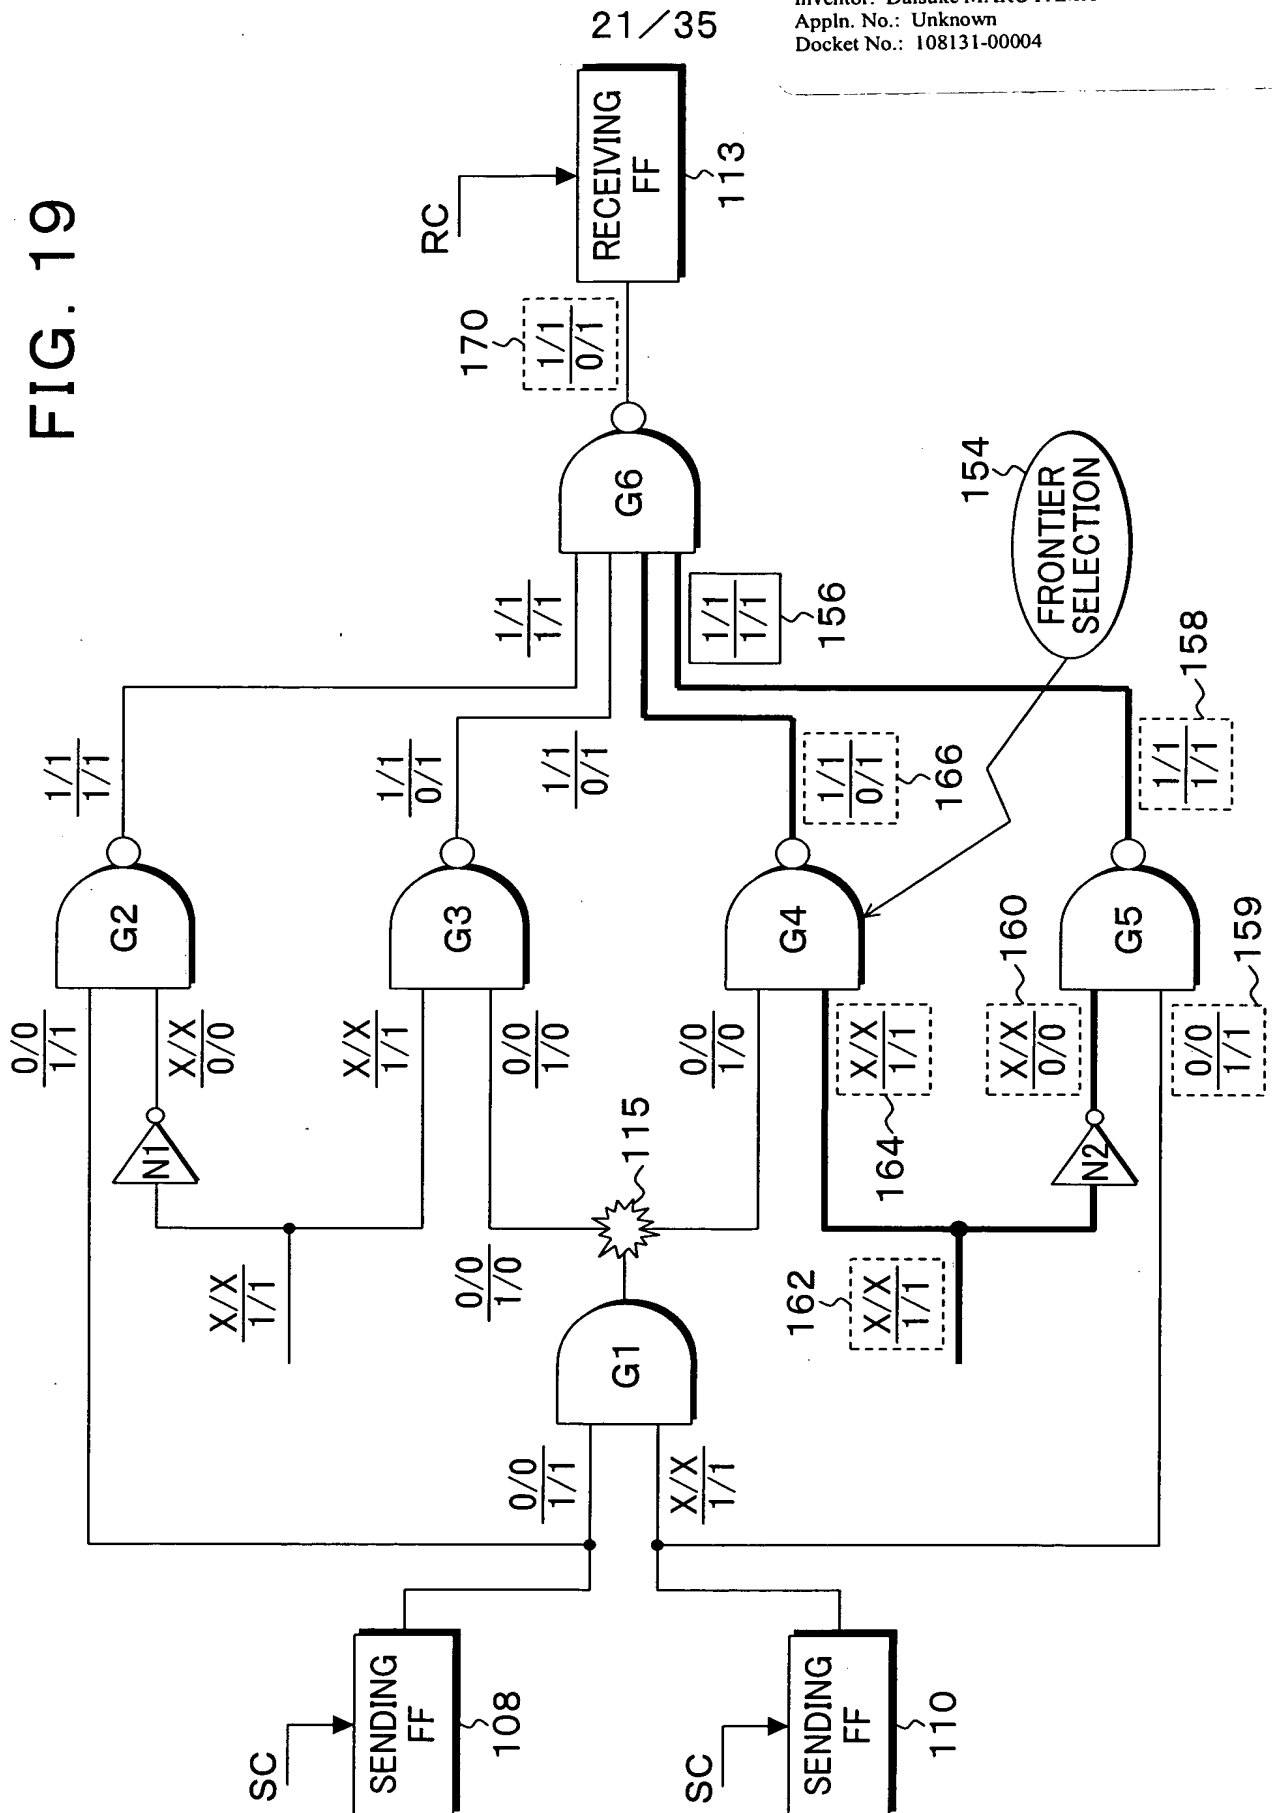 Appln. No.: Unknown
Docket No.: 108131-00004
21/35
FIG. 19
SC
SENDING
FF
108
SC
SENDING
FF
110
0/0
1/1
X/X
1/1
G1
X/X
1/1
0/0
1/0
115
162
X/X
1/1
N1
N2
0/0
1/1
X/X
0/0
X/X
1/1
0/0
1/0
0/0
1/0
X/X
1/1
164
X/X
0/0
160
0/0
1/1
159
G2
G3
G4
G5
1/1
1/1
1/1
0/1
1/1
0/1
1/1
0/1
166
1/1
1/1
158
1/1
1/1
1/1
1/1
156
FRONTIER
SELECTION
154
G6
170
1/1
0/1
RC
RECEIVING
FF
113